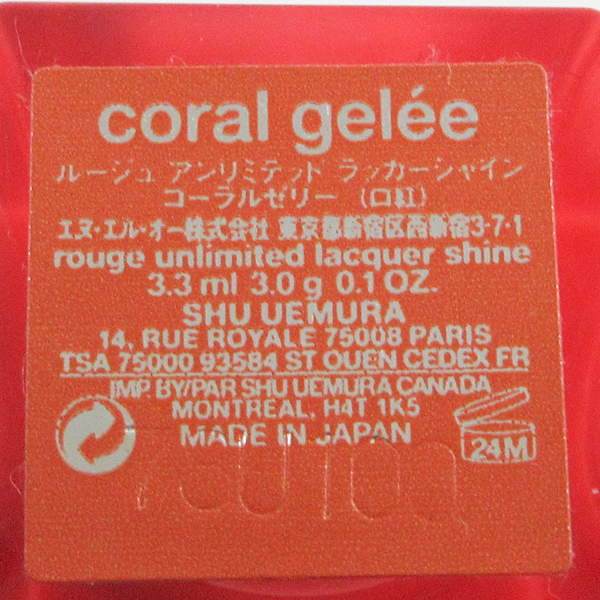 coral gelée
ルージュ アンリミテッド ラッカーシャイン
コーラルゼリー (口紅)
エヌ・エル・オー株式会社 東京都新宿区西新宿3-7-1
rouge unlimited lacquer shine
3.3 ml 3.0 g 0.1 OZ.
SHU UEMURA
14, RUE ROYALE 75008 PARIS
TSA 75000 93584 ST OUEN CEDEX FR
IMP. BY/PAR SHU UEMURA CANADA
MONTREAL, H4T 1K5
MADE IN JAPAN
24M